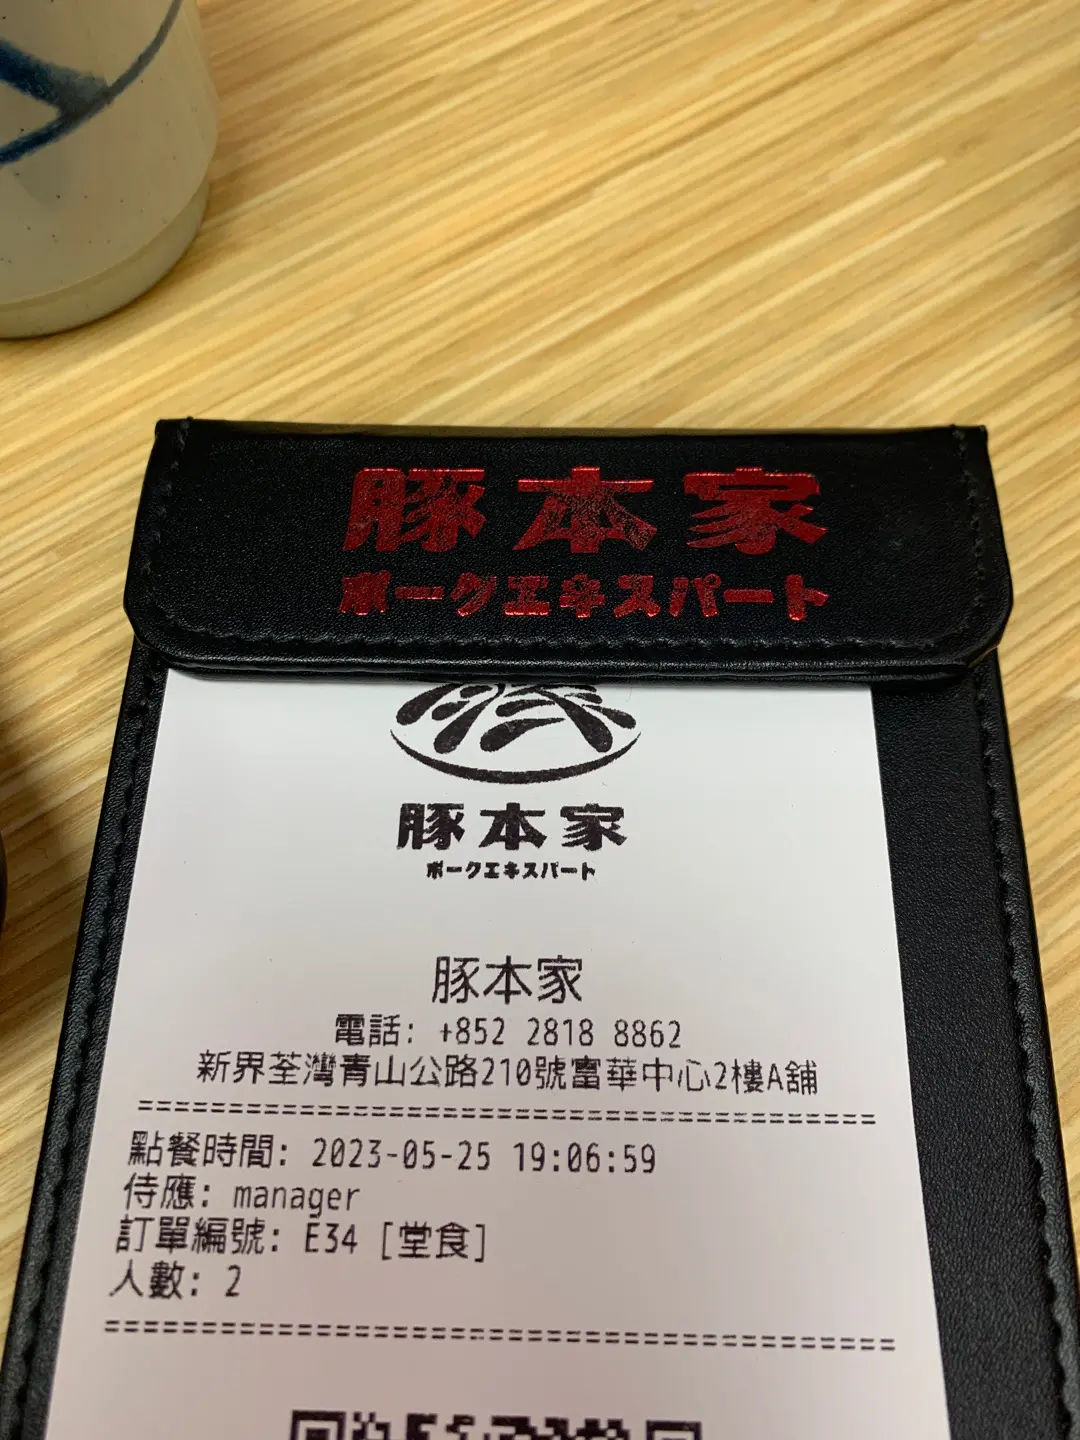 豚本家
ポークエキスパート
豚本家
ポークエキスパート
豚本家
電話: +852 2818 8862
新界荃灣青山公路210號富華中心2樓A舖
==========================================
點餐時間: 2023-05-25 19:06:59
侍應: manager
訂單編號: E34 [堂食]
人數: 2
==========================================